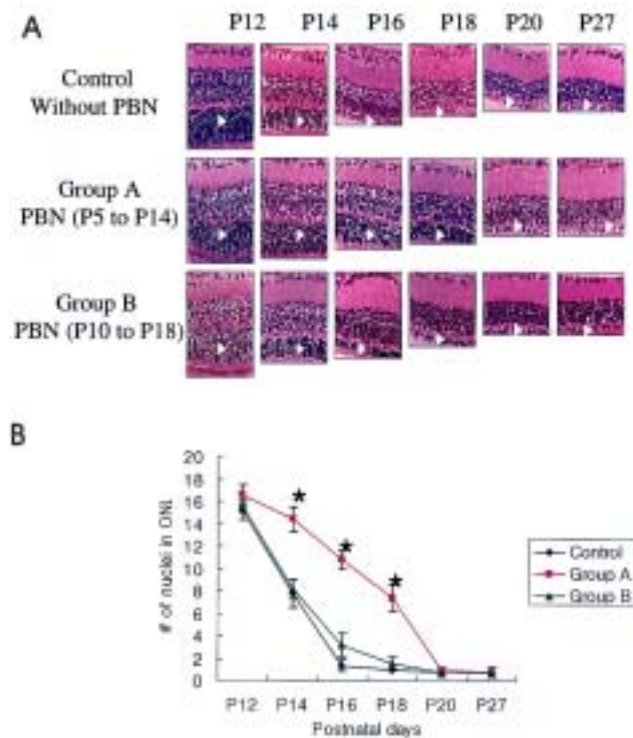 A
P12 P14 P16 P18 P20 P27
Control
Without PBN
Group A
PBN (P5 to P14)
Group B
PBN (P10 to P18)
B
# of nuclei in ONL
20
18
16
14
12
10
8
6
4
2
0
P12 P14 P16 P18 P20 P27
Postnatal days
Control
Group A
Group B